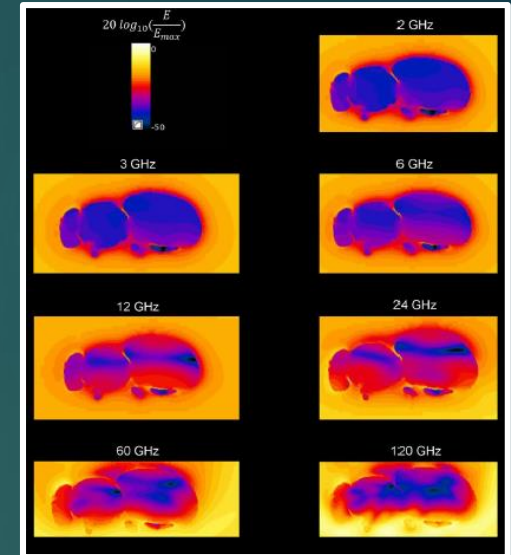 20 log₁₀(E/Eₘₐₓ)
0
-50
2 GHz
3 GHz
6 GHz
12 GHz
24 GHz
60 GHz
120 GHz